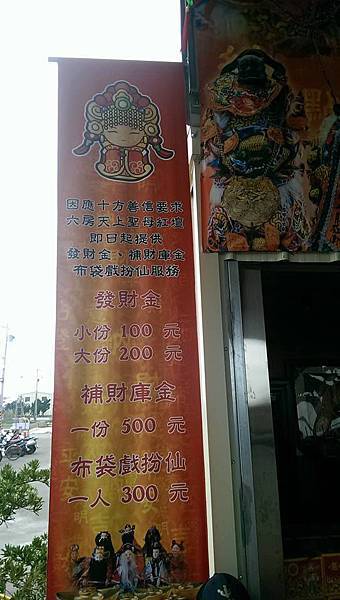 因應十方善信要求
六房天上聖母紅壇
即日起提供
發財金、補財庫金
布袋戲扮仙服務
發財金
小份 100 元
大份 200 元
補財庫金
一份 500 元
布袋戲扮仙
一人 300 元